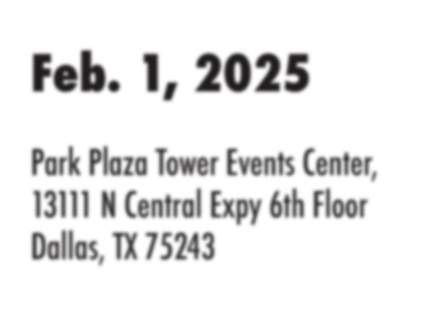 Feb. 1, 2025
Park Plaza Tower Events Center,
13111 N Central Expy 6th Floor
Dallas, TX 75243